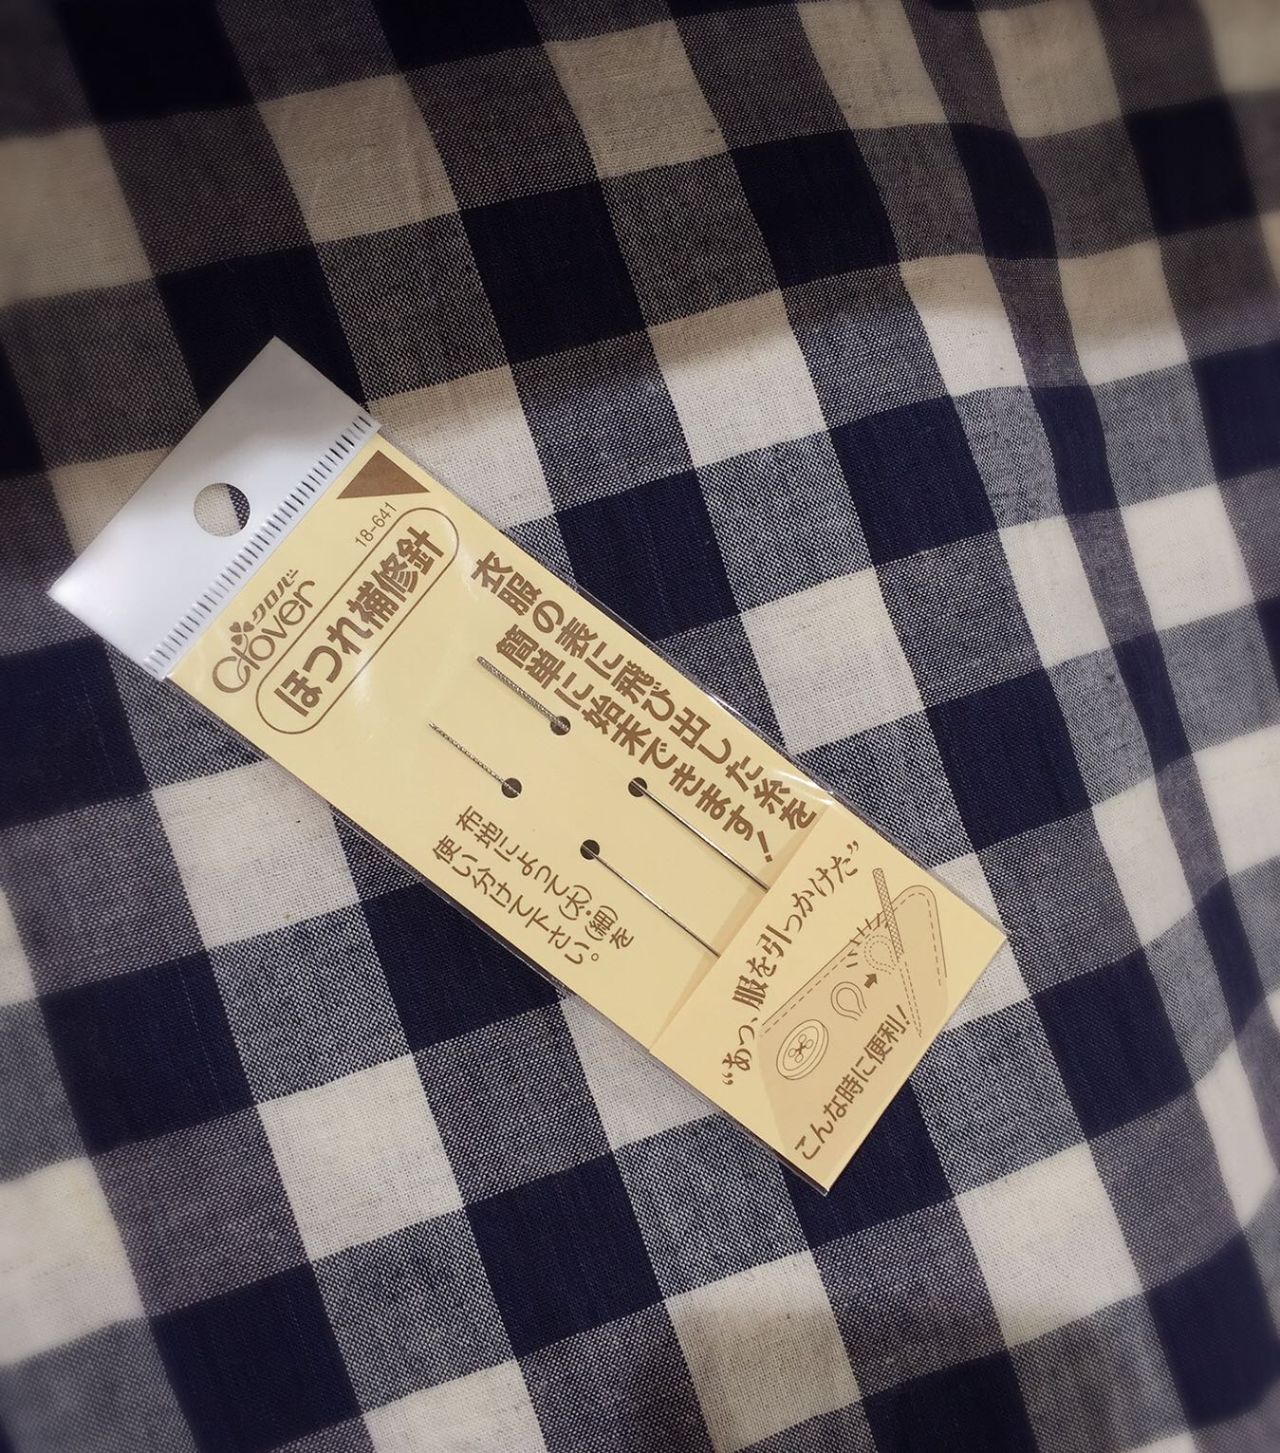 18-641
クロバー
Clover
ほつれ補修針
衣服の表に飛び出した糸を
簡単に始末できます!
布地によって(太)・(細)を
使い分けて下さい。
“あっ、服を引っかけた”
こんな時に便利!